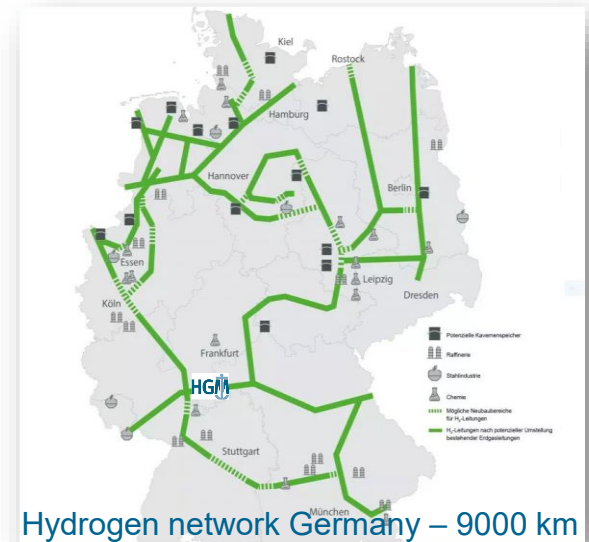 Kiel
Rostock
Hamburg
Hannover
Berlin
Essen
Leipzig
Köln
Dresden
Frankfurt
HGM
Stuttgart
München
Potenzielle Kavernenspeicher
Raffinerie
Stahlindustrie
Chemie
Mögliche Neubaubereiche
für H₂-Leitungen
H₂-Leitungen nach potenzieller Umstellung
bestehender Erdgasleitungen
Hydrogen network Germany – 9000 km